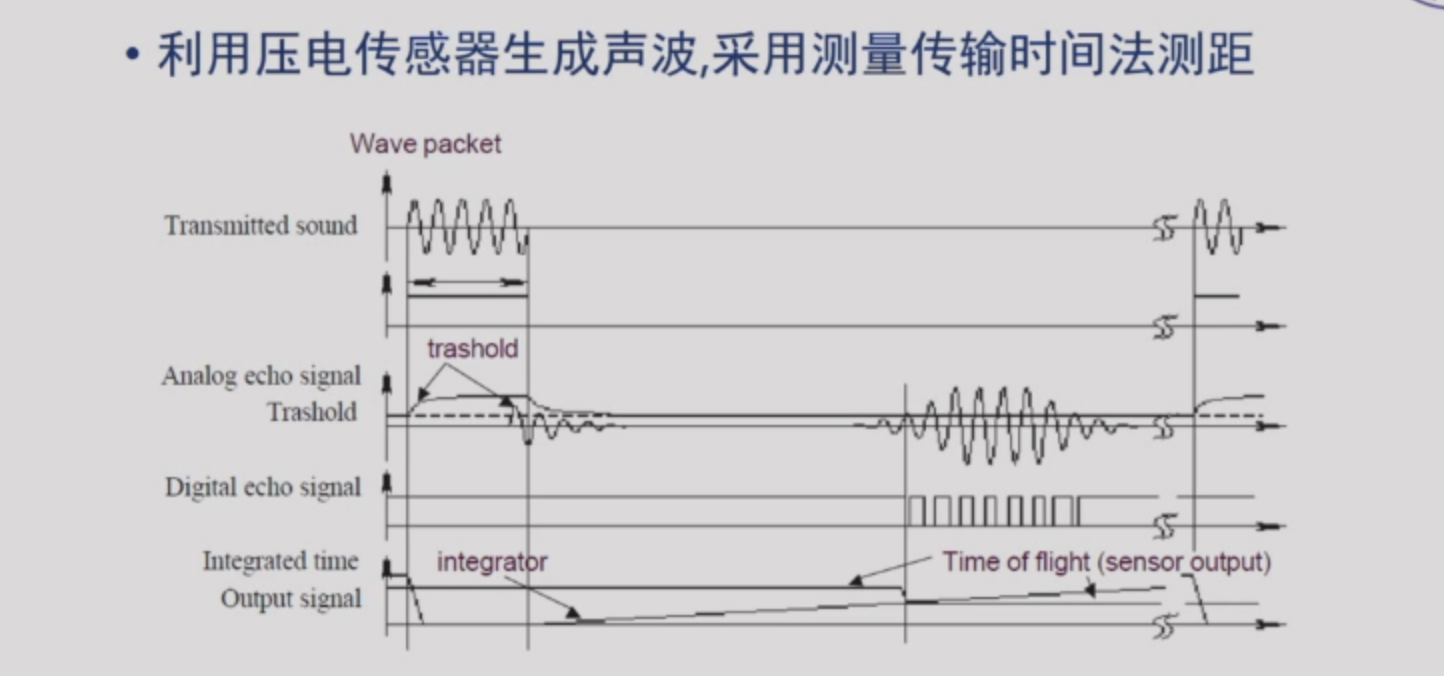 • 利用压电传感器生成声波,采用测量传输时间法测距
Wave packet
Transmitted sound
trashold
Analog echo signal
Trashold
Digital echo signal
Integrated time
integrator
Time of flight (sensor output)
Output signal